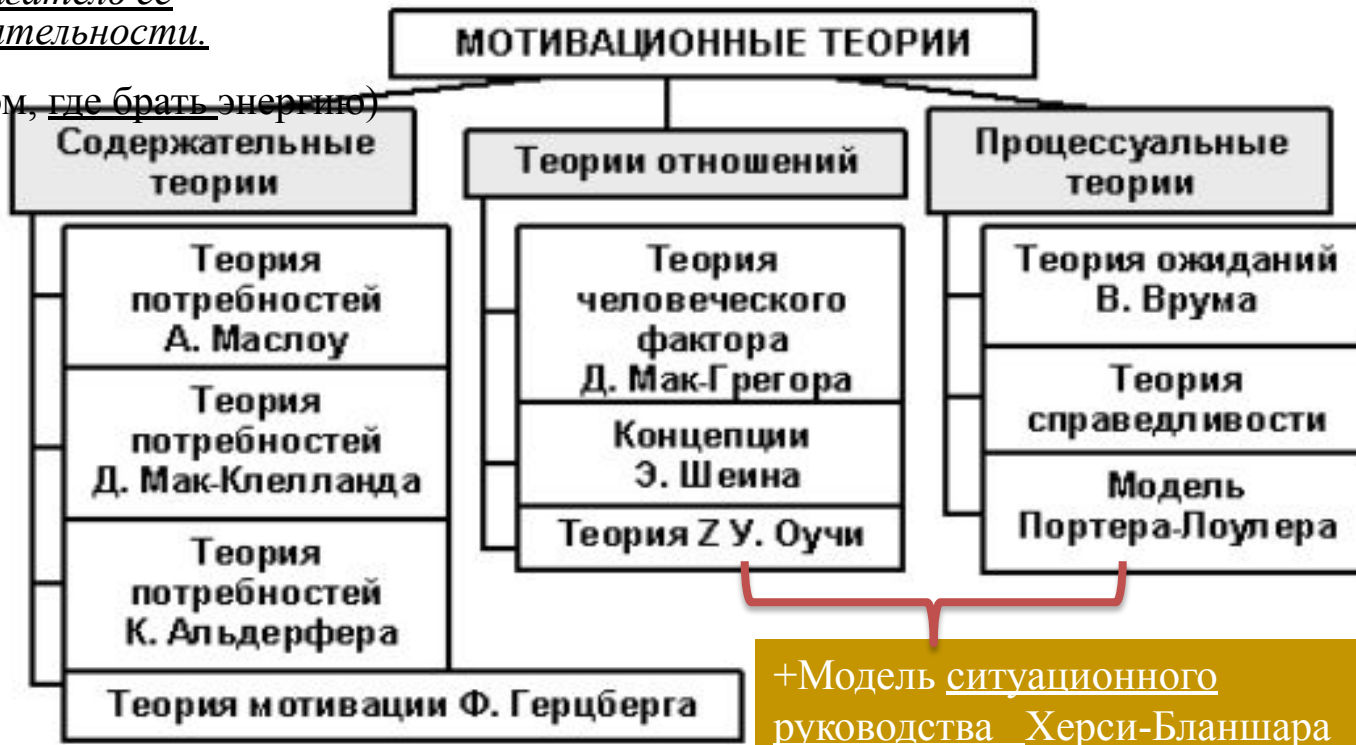 ательности.
МОТИВАЦИОННЫЕ ТЕОРИИ
где брать энергию)
Содержательные
теории
Теория
потребностей
А. Маслоу
Теория
потребностей
Д. Мак-Клелланда
Теория
потребностей
К. Альдерфера
Теория мотивации Ф. Герцберга
Теории отношений
Теория
человеческого
фактора
Д. Мак-Грегора
Концепции
Э. Шеина
Теория Z У. Оучи
Процессуальные
теории
Теория ожиданий
В. Врума
Теория
справедливости
Модель
Портера-Лоулера
+Модель ситуационного
руководства Херси-Бланшара